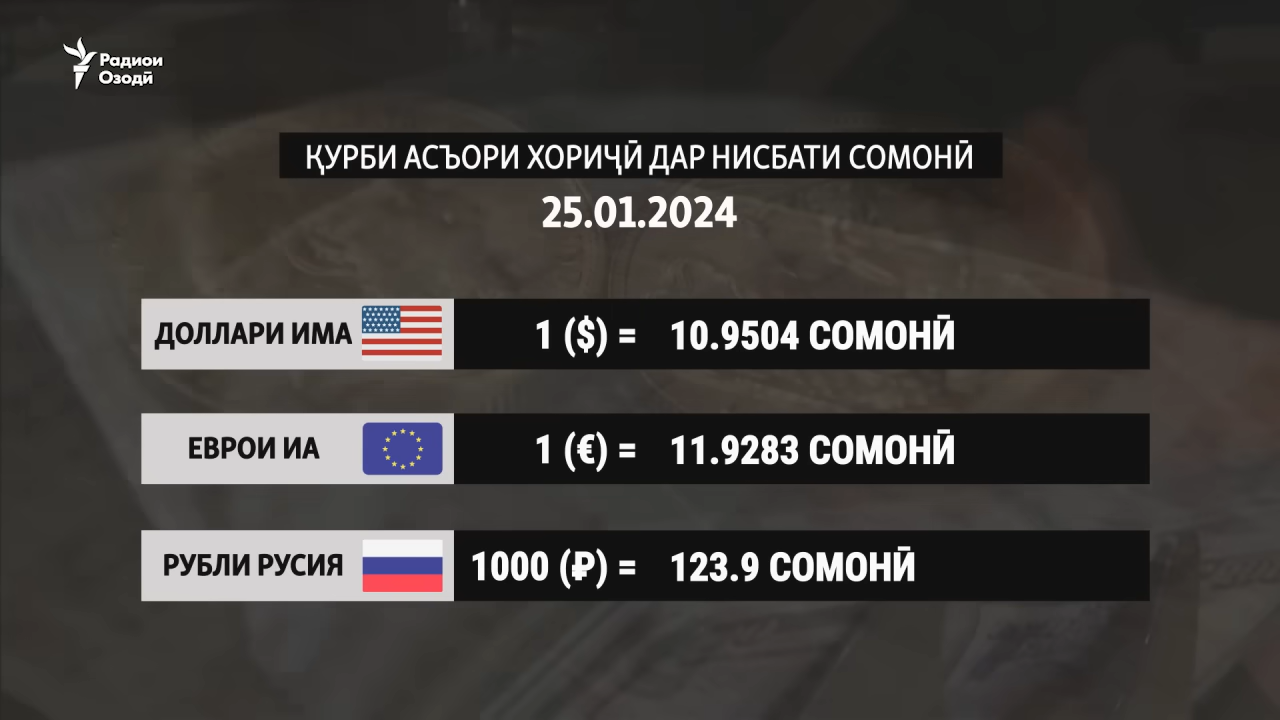 Радиои
Озодӣ
ҚУРБИ АСЪОРИ ХОРИҶӢ ДАР НИСБАТИ СОМОНӢ
25.01.2024
ДОЛЛАРИ ИМА 1 ($) = 10.9504 СОМОНӢ
ЕВРОИ ИА 1 (€) = 11.9283 СОМОНӢ
РУБЛИ РУСИЯ 1000 (₽) = 123.9 СОМОНӢ